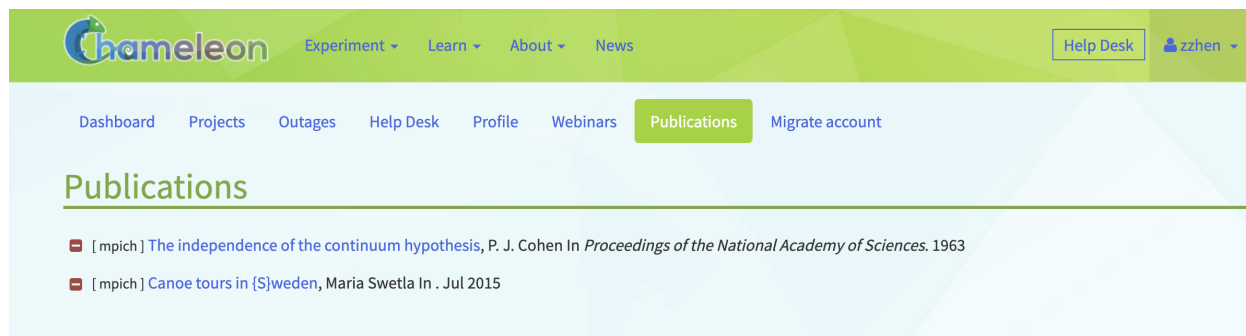 Chameleon Experiment Learn About News Help Desk zzhen
Dashboard Projects Outages Help Desk Profile Webinars Publications Migrate account
Publications
[ mpich ] The independence of the continuum hypothesis, P. J. Cohen In Proceedings of the National Academy of Sciences. 1963
[ mpich ] Canoe tours in {S}weden, Maria Swetla In . Jul 2015